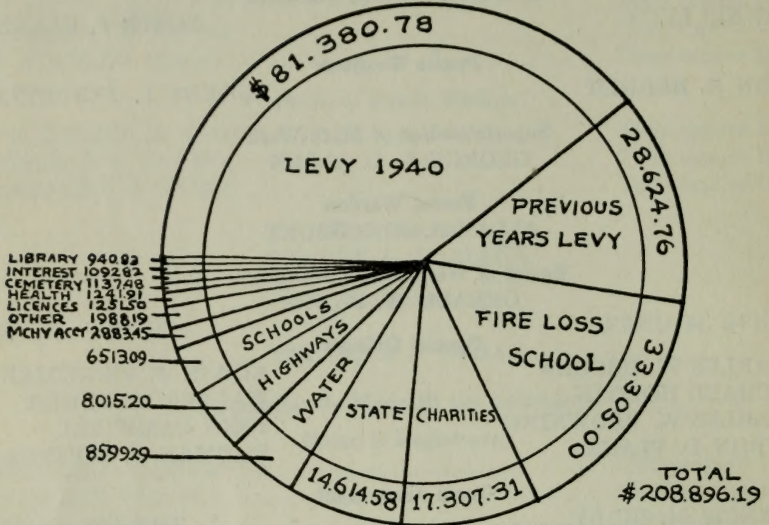 $81.380.78
LEVY 1940
28.624.76
PREVIOUS
YEARS LEVY
FIRE LOSS
SCHOOL
33.305.00
CHARITIES
17.307.31
STATE
14.614.58
WATER
HIGHWAYS
SCHOOLS
LIBRARY 940.82
INTEREST 1092.82
CEMETERY 1137.48
HEALTH 1241.91
LICENCES 1251.50
OTHER 1988.19
MCHY ACCT 2883.45
6513.09
8.015.20
8599.29
TOTAL
$208.896.19